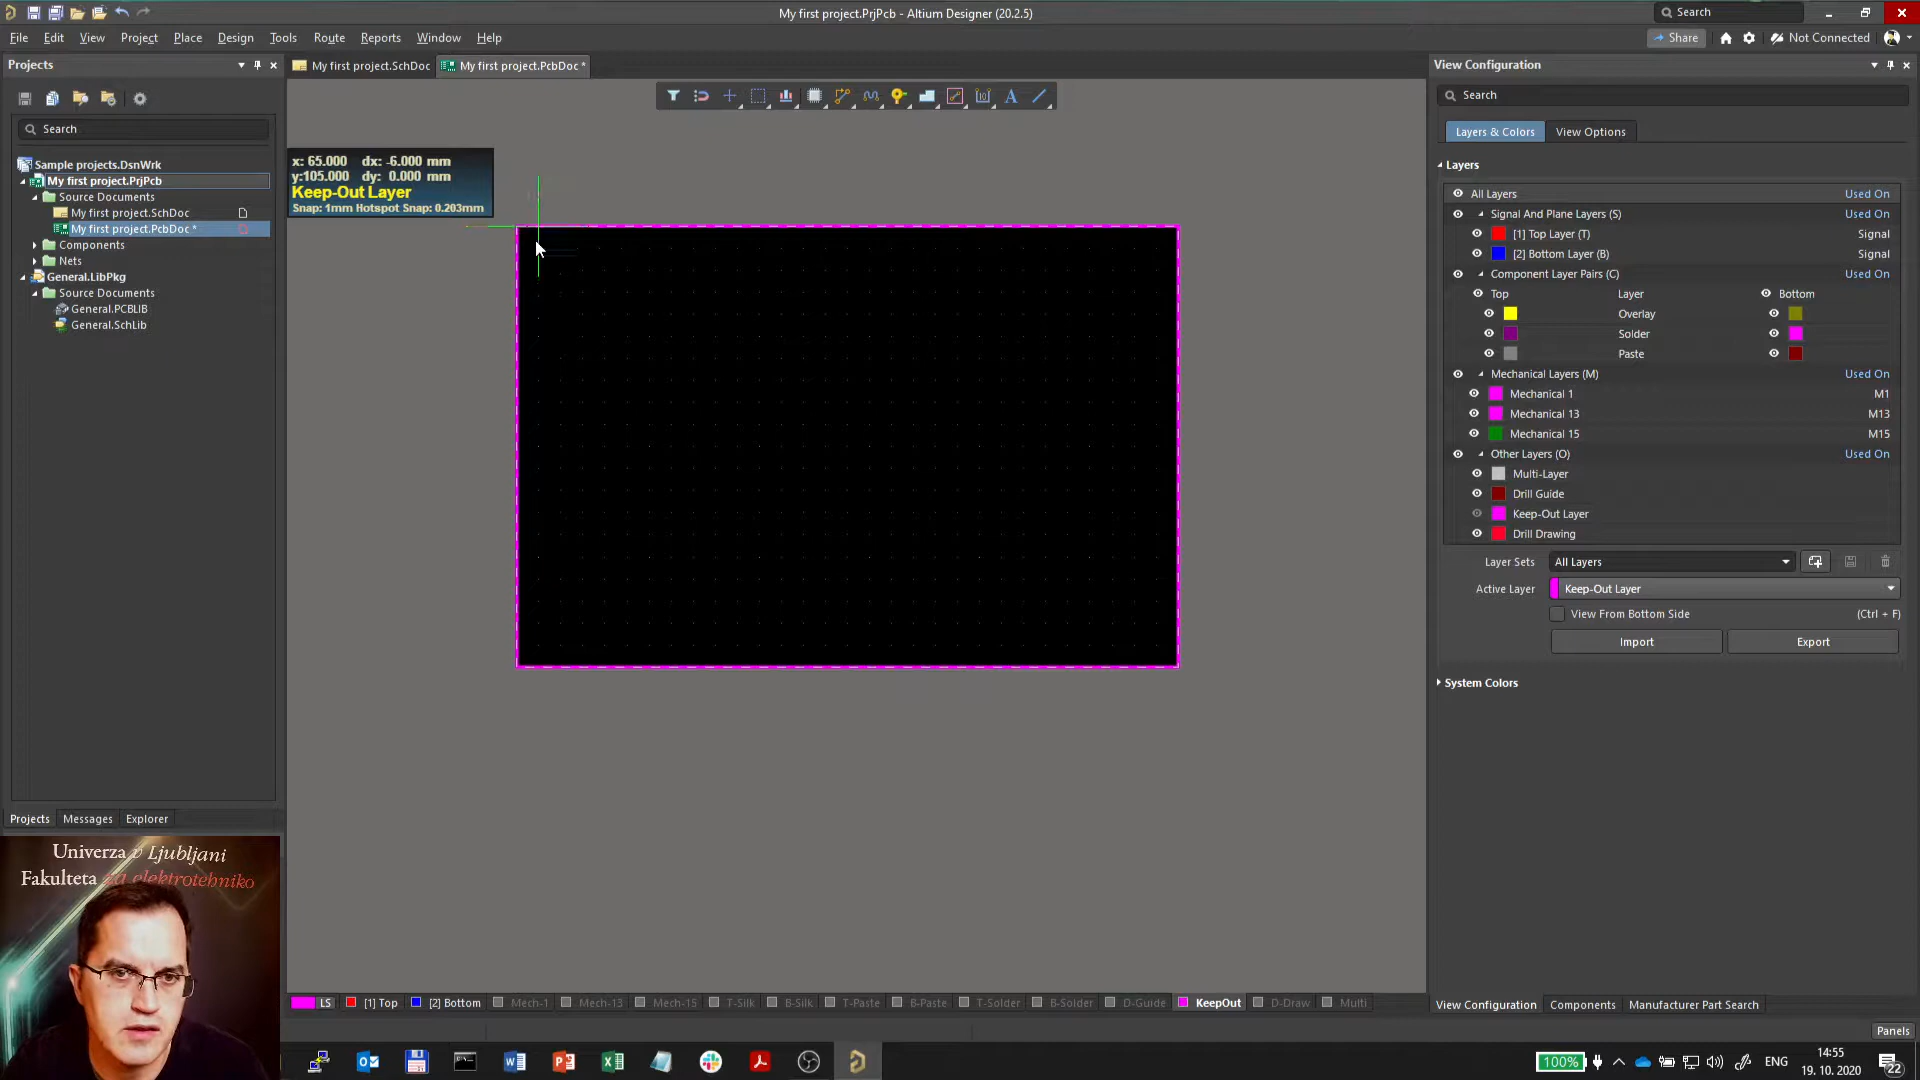 My first project.PrjPcb - Altium Designer (20.2.5)
Search
File Edit View Project Place Design Tools Route Reports Window Help
Share
Not Connected
Projects
My first project.SchDoc
My first project.PcbDoc *
View Configuration
Search
Search
Layers & Colors
View Options
Sample projects.DsnWrk
My first project.PrjPcb
Source Documents
My first project.SchDoc
My first project.PcbDoc *
Components
Nets
General.LibPkg
Source Documents
General.PCBLIB
General.SchLib
x: 65.000 dx: -6.000 mm
y:105.000 dy: 0.000 mm
Keep-Out Layer
Snap: 1mm Hotspot Snap: 0.203mm
Layers
All Layers Used On
Signal And Plane Layers (S) Used On
[1] Top Layer (T) Signal
[2] Bottom Layer (B) Signal
Component Layer Pairs (C) Used On
Top Layer Bottom
Overlay
Solder
Paste
Mechanical Layers (M) Used On
Mechanical 1 M1
Mechanical 13 M13
Mechanical 15 M15
Other Layers (O) Used On
Multi-Layer
Drill Guide
Keep-Out Layer
Drill Drawing
Layer Sets All Layers
Active Layer Keep-Out Layer
View From Bottom Side (Ctrl + F)
Import Export
System Colors
Projects Messages Explorer
Univerza v Ljubljani
Fakulteta za elektrotehniko
LS [1] Top [2] Bottom Mech-1 Mech-13 Mech-15 T-Silk B-Silk T-Paste B-Paste T-Solder B-Solder D-Guide KeepOut D-Draw Multi
View Configuration Components Manufacturer Part Search
Panels
100%
ENG
14:55
19. 10. 2020
22